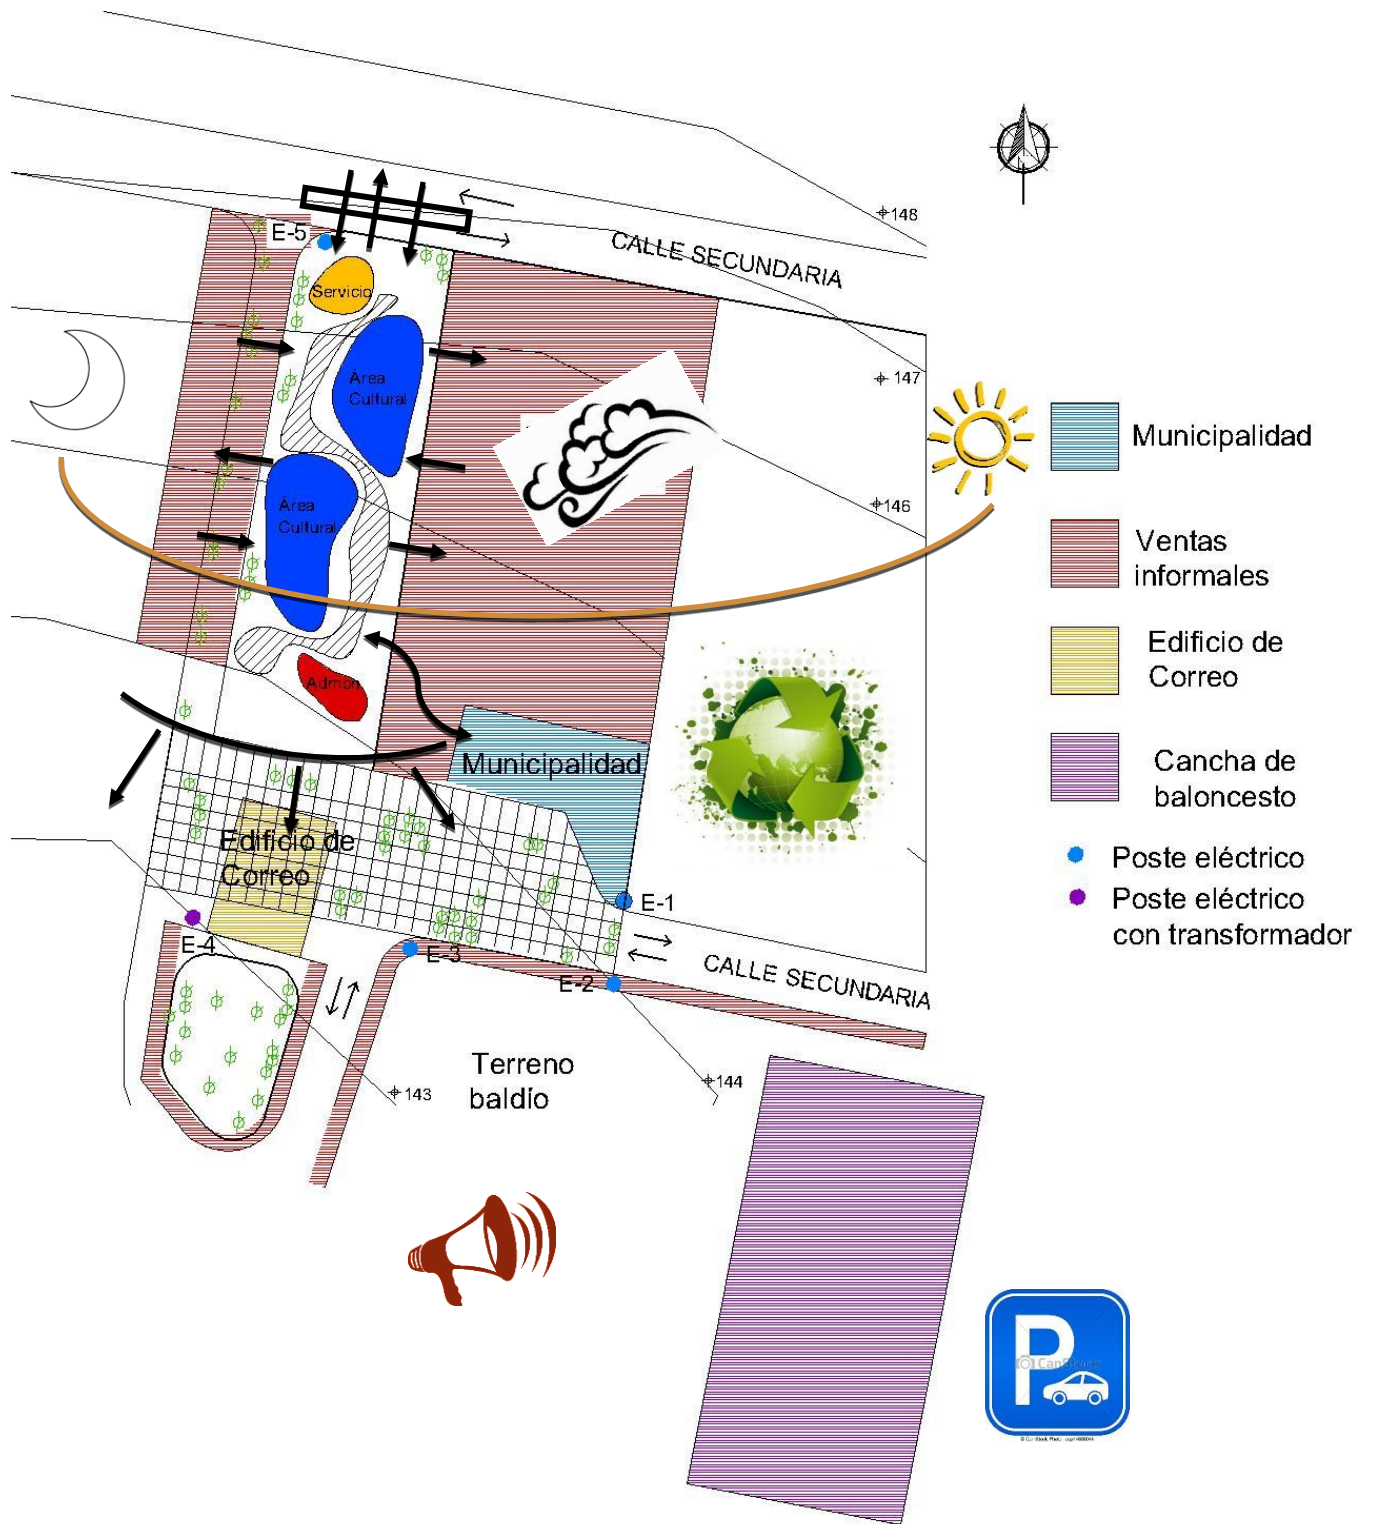 148
E-5
CALLE SECUNDARIA
Servicio
147
Área
Cultural
Municipalidad
Área
Cultural
146
Ventas
informales
Edificio de
Correo
Admón.
Municipalidad
Cancha de
baloncesto
Edificio de
Correo
Poste eléctrico
E-1
Poste eléctrico
con transformador
E-4
E-3
E-2
CALLE SECUNDARIA
Terreno
baldío
143
144
P